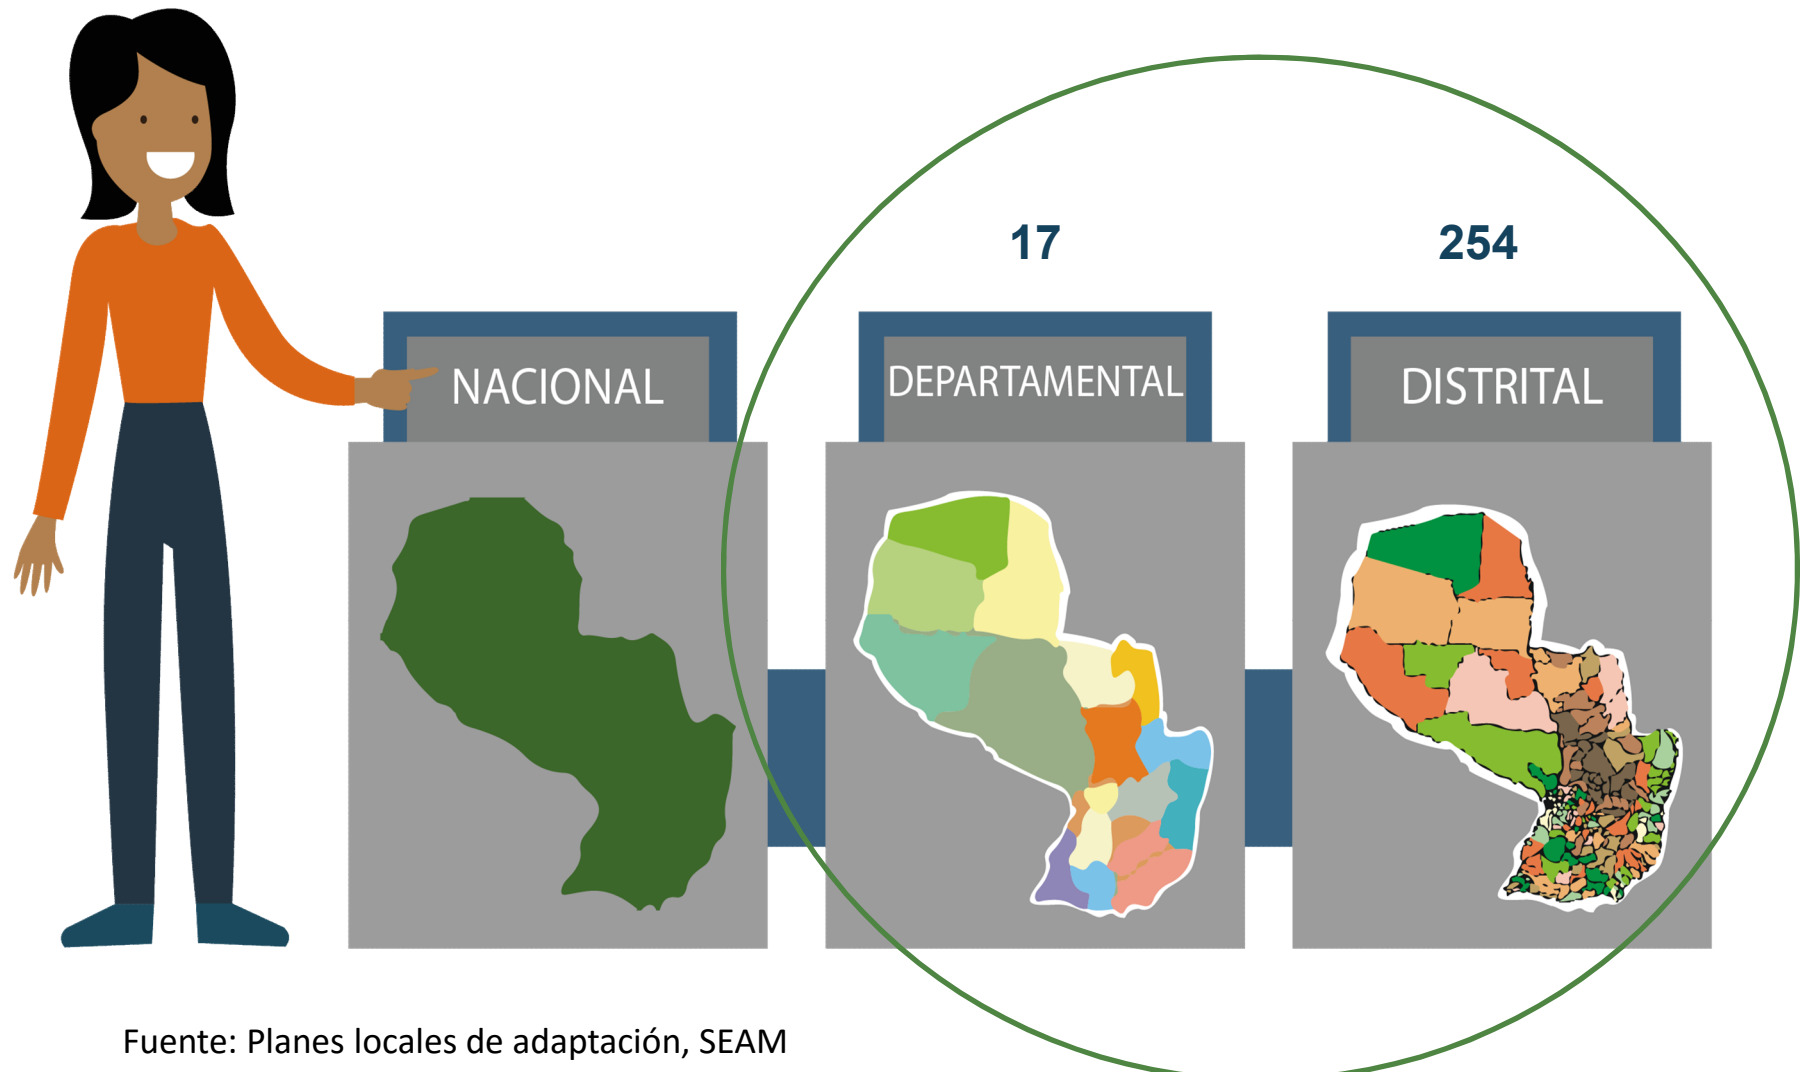 17
254
NACIONAL
DEPARTAMENTAL
DISTRITAL
Fuente: Planes locales de adaptación, SEAM